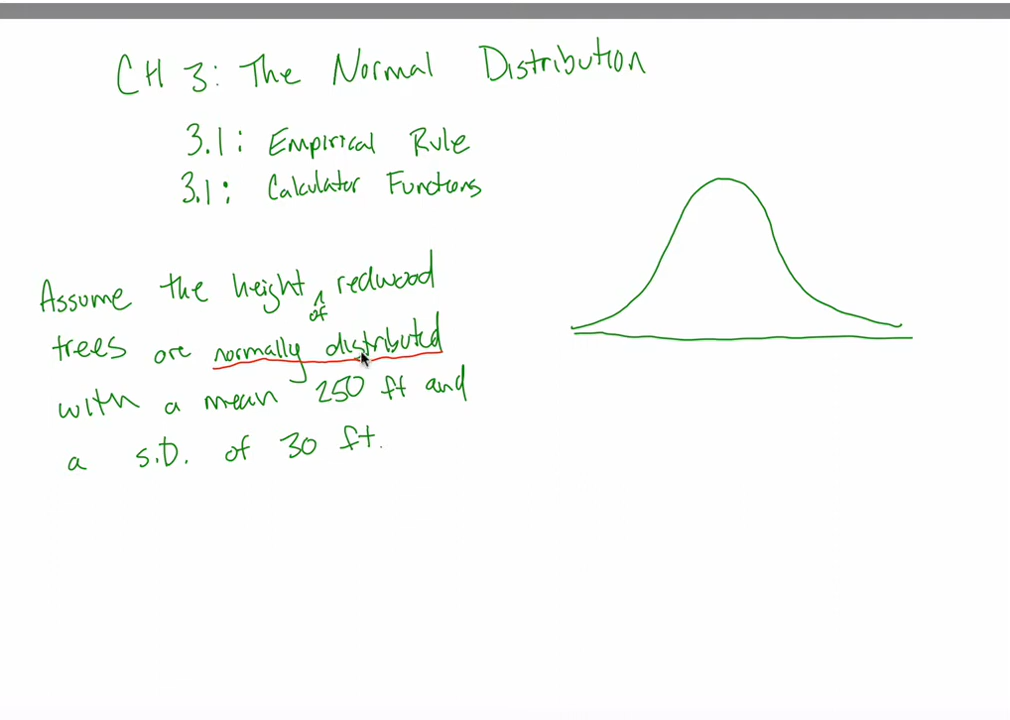 CH 3: The Normal Distribution
3.1: Empirical Rule
3.1: Calculator Functions
Assume the height of redwood
trees are normally distributed
with a mean 250 ft and
a s.D. of 30 ft.